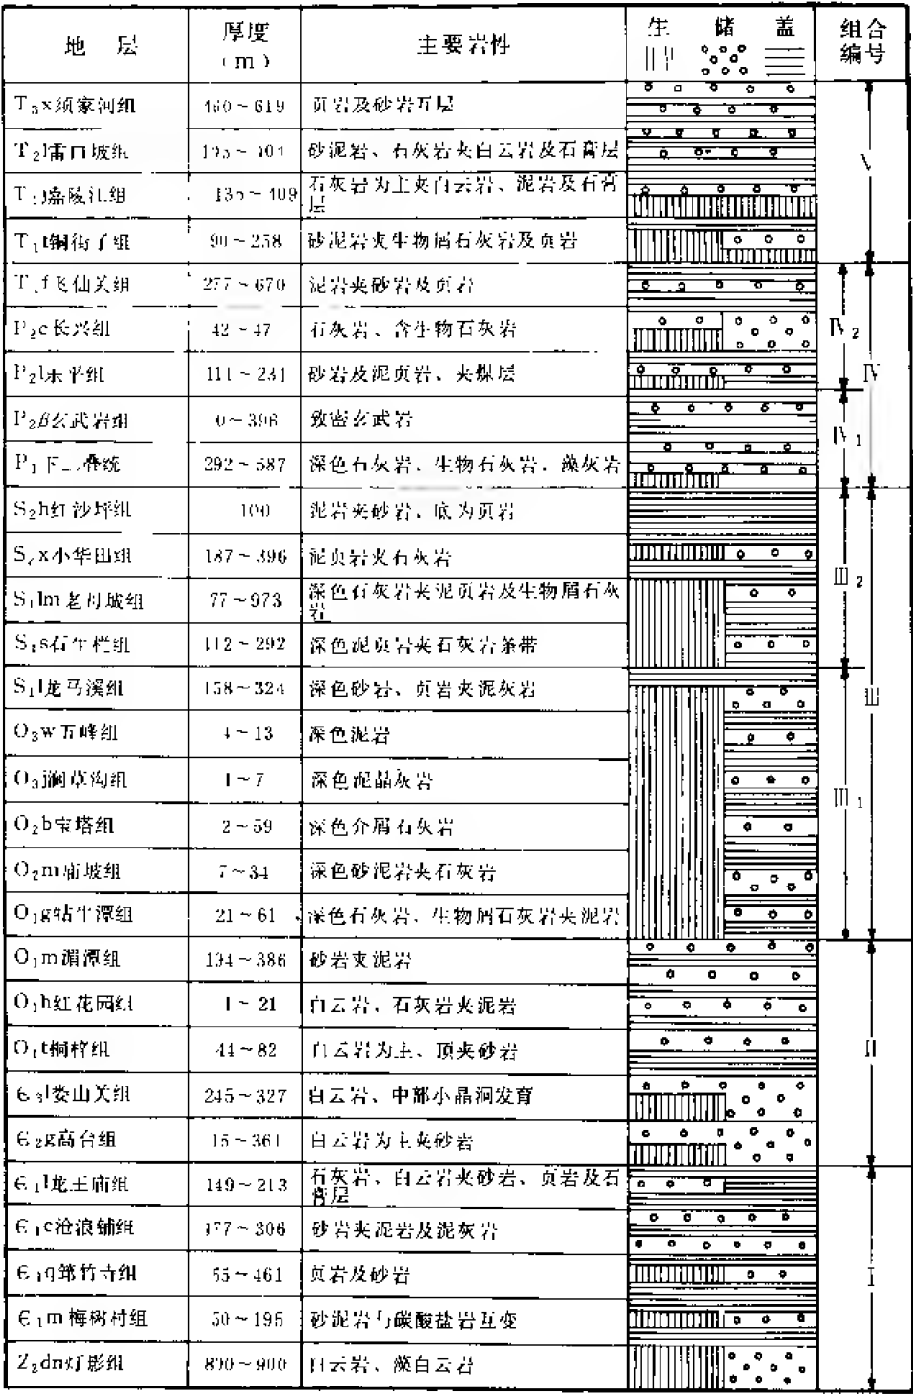 地 层 厚度 主要岩性 生 储 盖 组合
（m） 编号
T₃x须家河组 460～619 页岩及砂岩互层
T₂l雷口坡组 砂泥岩、石灰岩夹白云岩及石膏层
嘉陵江组 石灰岩为主夹白云岩、泥岩及石膏
层
V
T₁t铜街子组 90～258 砂泥岩夹生物屑石灰岩及页岩
T₁f飞仙关组 277～670 泥岩夹砂岩及页岩
P₂c长兴组 42～47 石灰岩、含生物石灰岩
Ⅳ₂
P₂l乐平组 111～231 砂岩及泥页岩、夹煤层
Ⅳ
P₂β玄武岩组 0～396 致密玄武岩
Ⅳ₁
P₁下二叠统 292～587 深色石灰岩、生物石灰岩、藻灰岩
S₂h红沙坪组 100 泥岩夹砂岩、底为页岩
小华田组 187～396 泥页岩夹石灰岩
Ⅲ₂
S₁lm 77～973 深色石灰岩夹泥页岩及生物屑石灰
岩
S₁s石牛栏组 112～292 深色泥页岩夹石灰岩条带
S₁l龙马溪组 158～324 深色砂岩、页岩夹泥灰岩
Ⅲ
O₃w五峰组 4～13 深色泥岩
O₃j涧草沟组 1～7 深色泥晶灰岩
Ⅲ₁
O₂b宝塔组 2～59 深色介屑石灰岩
O₂m庙坡组 7～34 深色砂泥岩夹石灰岩
O₁g牯牛潭组 21～61 深色石灰岩、生物屑石灰岩夹泥岩
O₁m湄潭组 194～386 砂岩夹泥岩
O₁h红花园组 1～21 白云岩、石灰岩夹泥岩
O₁t桐梓组 44～82 白云岩为主、顶夹砂岩
Ⅱ
Є₃l娄山关组 245～327 白云岩、中部小晶洞发育
Є₂g高台组 15～361 白云岩为主夹砂岩
Є₁l龙王庙组 149～213 石灰岩、白云岩夹砂岩、页岩及石
膏层
Є₁c沧浪铺组 177～306 砂岩夹泥岩及泥灰岩
Є₁q筇竹寺组 55～461 页岩及砂岩
Ⅰ
Є₁m梅树村组 50～195 砂泥岩与碳酸盐岩互变
Z₂dn灯影组 890～900 白云岩、藻白云岩